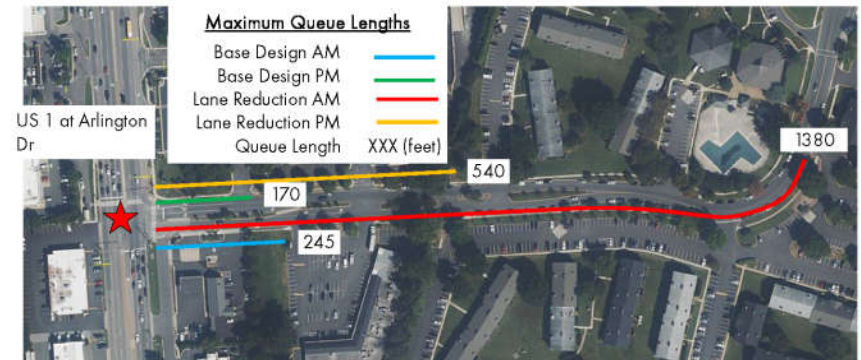 Maximum Queue Lengths
Base Design AM
Base Design PM
Lane Reduction AM
Lane Reduction PM
Queue Length XXX (feet)
US 1 at Arlington
Dr
1380
540
170
245